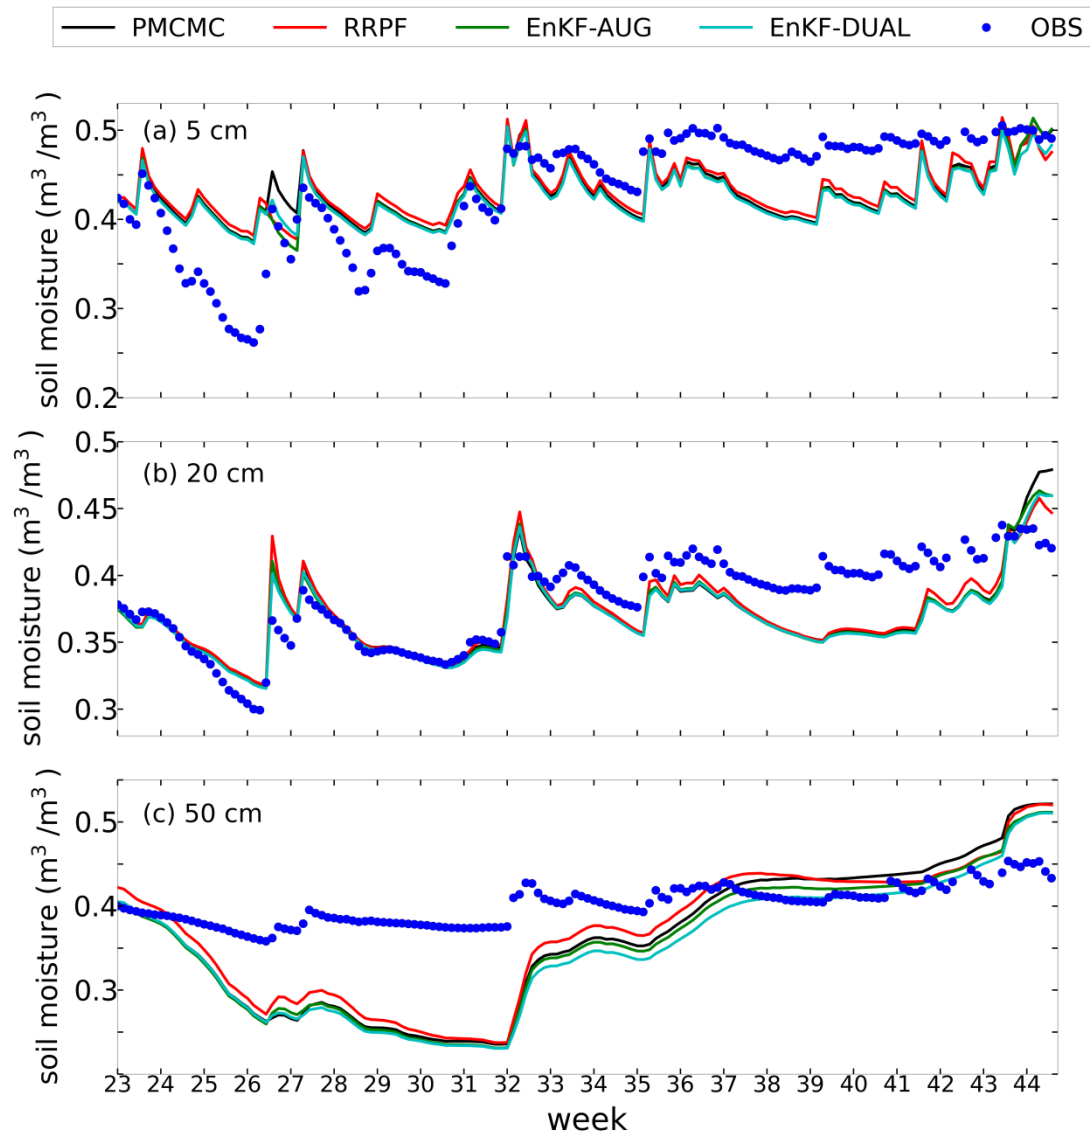 PMCMC RRPF EnKF-AUG EnKF-DUAL OBS
(a) 5 cm
soil moisture (m³ /m³ )
0.5
0.4
0.3
0.2
(b) 20 cm
soil moisture (m³ /m³ )
0.5
0.45
0.4
0.35
0.3
(c) 50 cm
soil moisture (m³ /m³ )
0.5
0.4
0.3
23 24 25 26 27 28 29 30 31 32 33 34 35 36 37 38 39 40 41 42 43 44
week